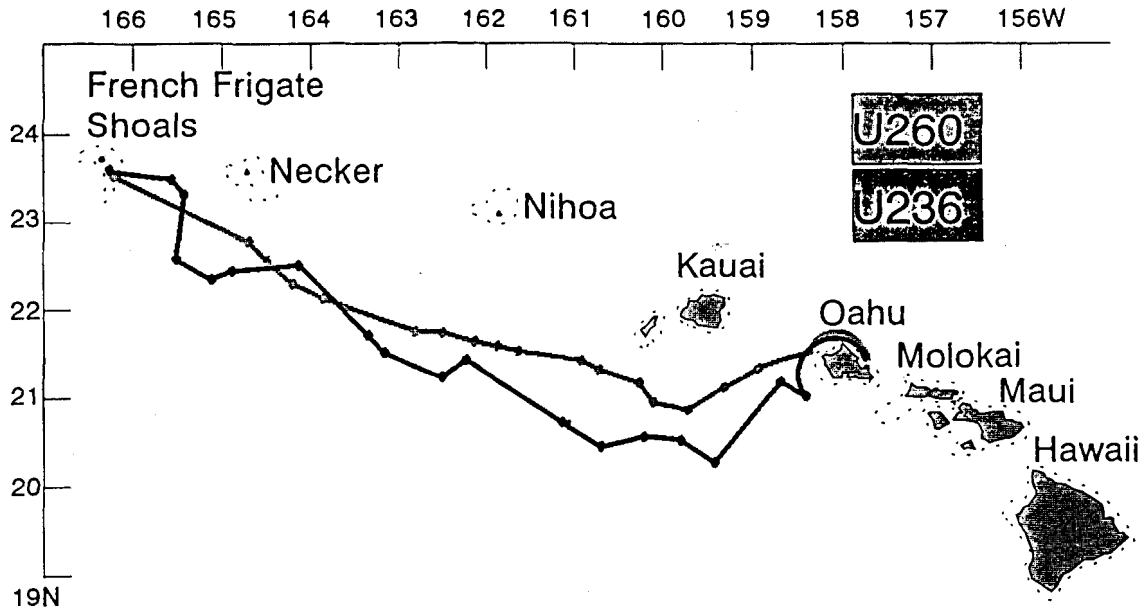 166 165 164 163 162 161 160 159 158 157 156W
French Frigate
Shoals
24
U260
Necker
Nihoa
U236
23
Kauai
22
Oahu
Molokai
21
Maui
Hawaii
20
19N